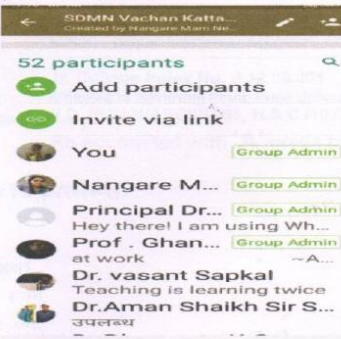 SDMN Vachan Katta...
Created by Nangare Mam Ne...
52 participants
Add participants
Invite via link
You
Group Admin
Nangare M...
Group Admin
Principal Dr...
Group Admin
Hey there! I am using Wh...
Prof . Ghan...
Group Admin
at work
~A...
Dr. vasant Sapkal
Teaching is learning twice
Dr.Aman Shaikh Sir S...
उपलब्ध